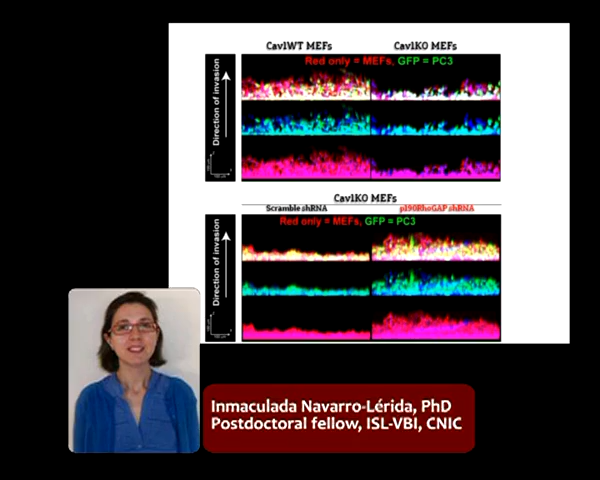 Cav1WT MEFs
Cav1KO MEFs
Red only = MEFs, GFP = PC3
Direction of invasion
Cav1KO MEFs
Scramble shRNA
p190RhoGAP shRNA
Red only = MEFs, GFP = PC3
Direction of invasion
Inmaculada Navarro-Lérida, PhD
Postdoctoral fellow, ISL-VBI, CNIC